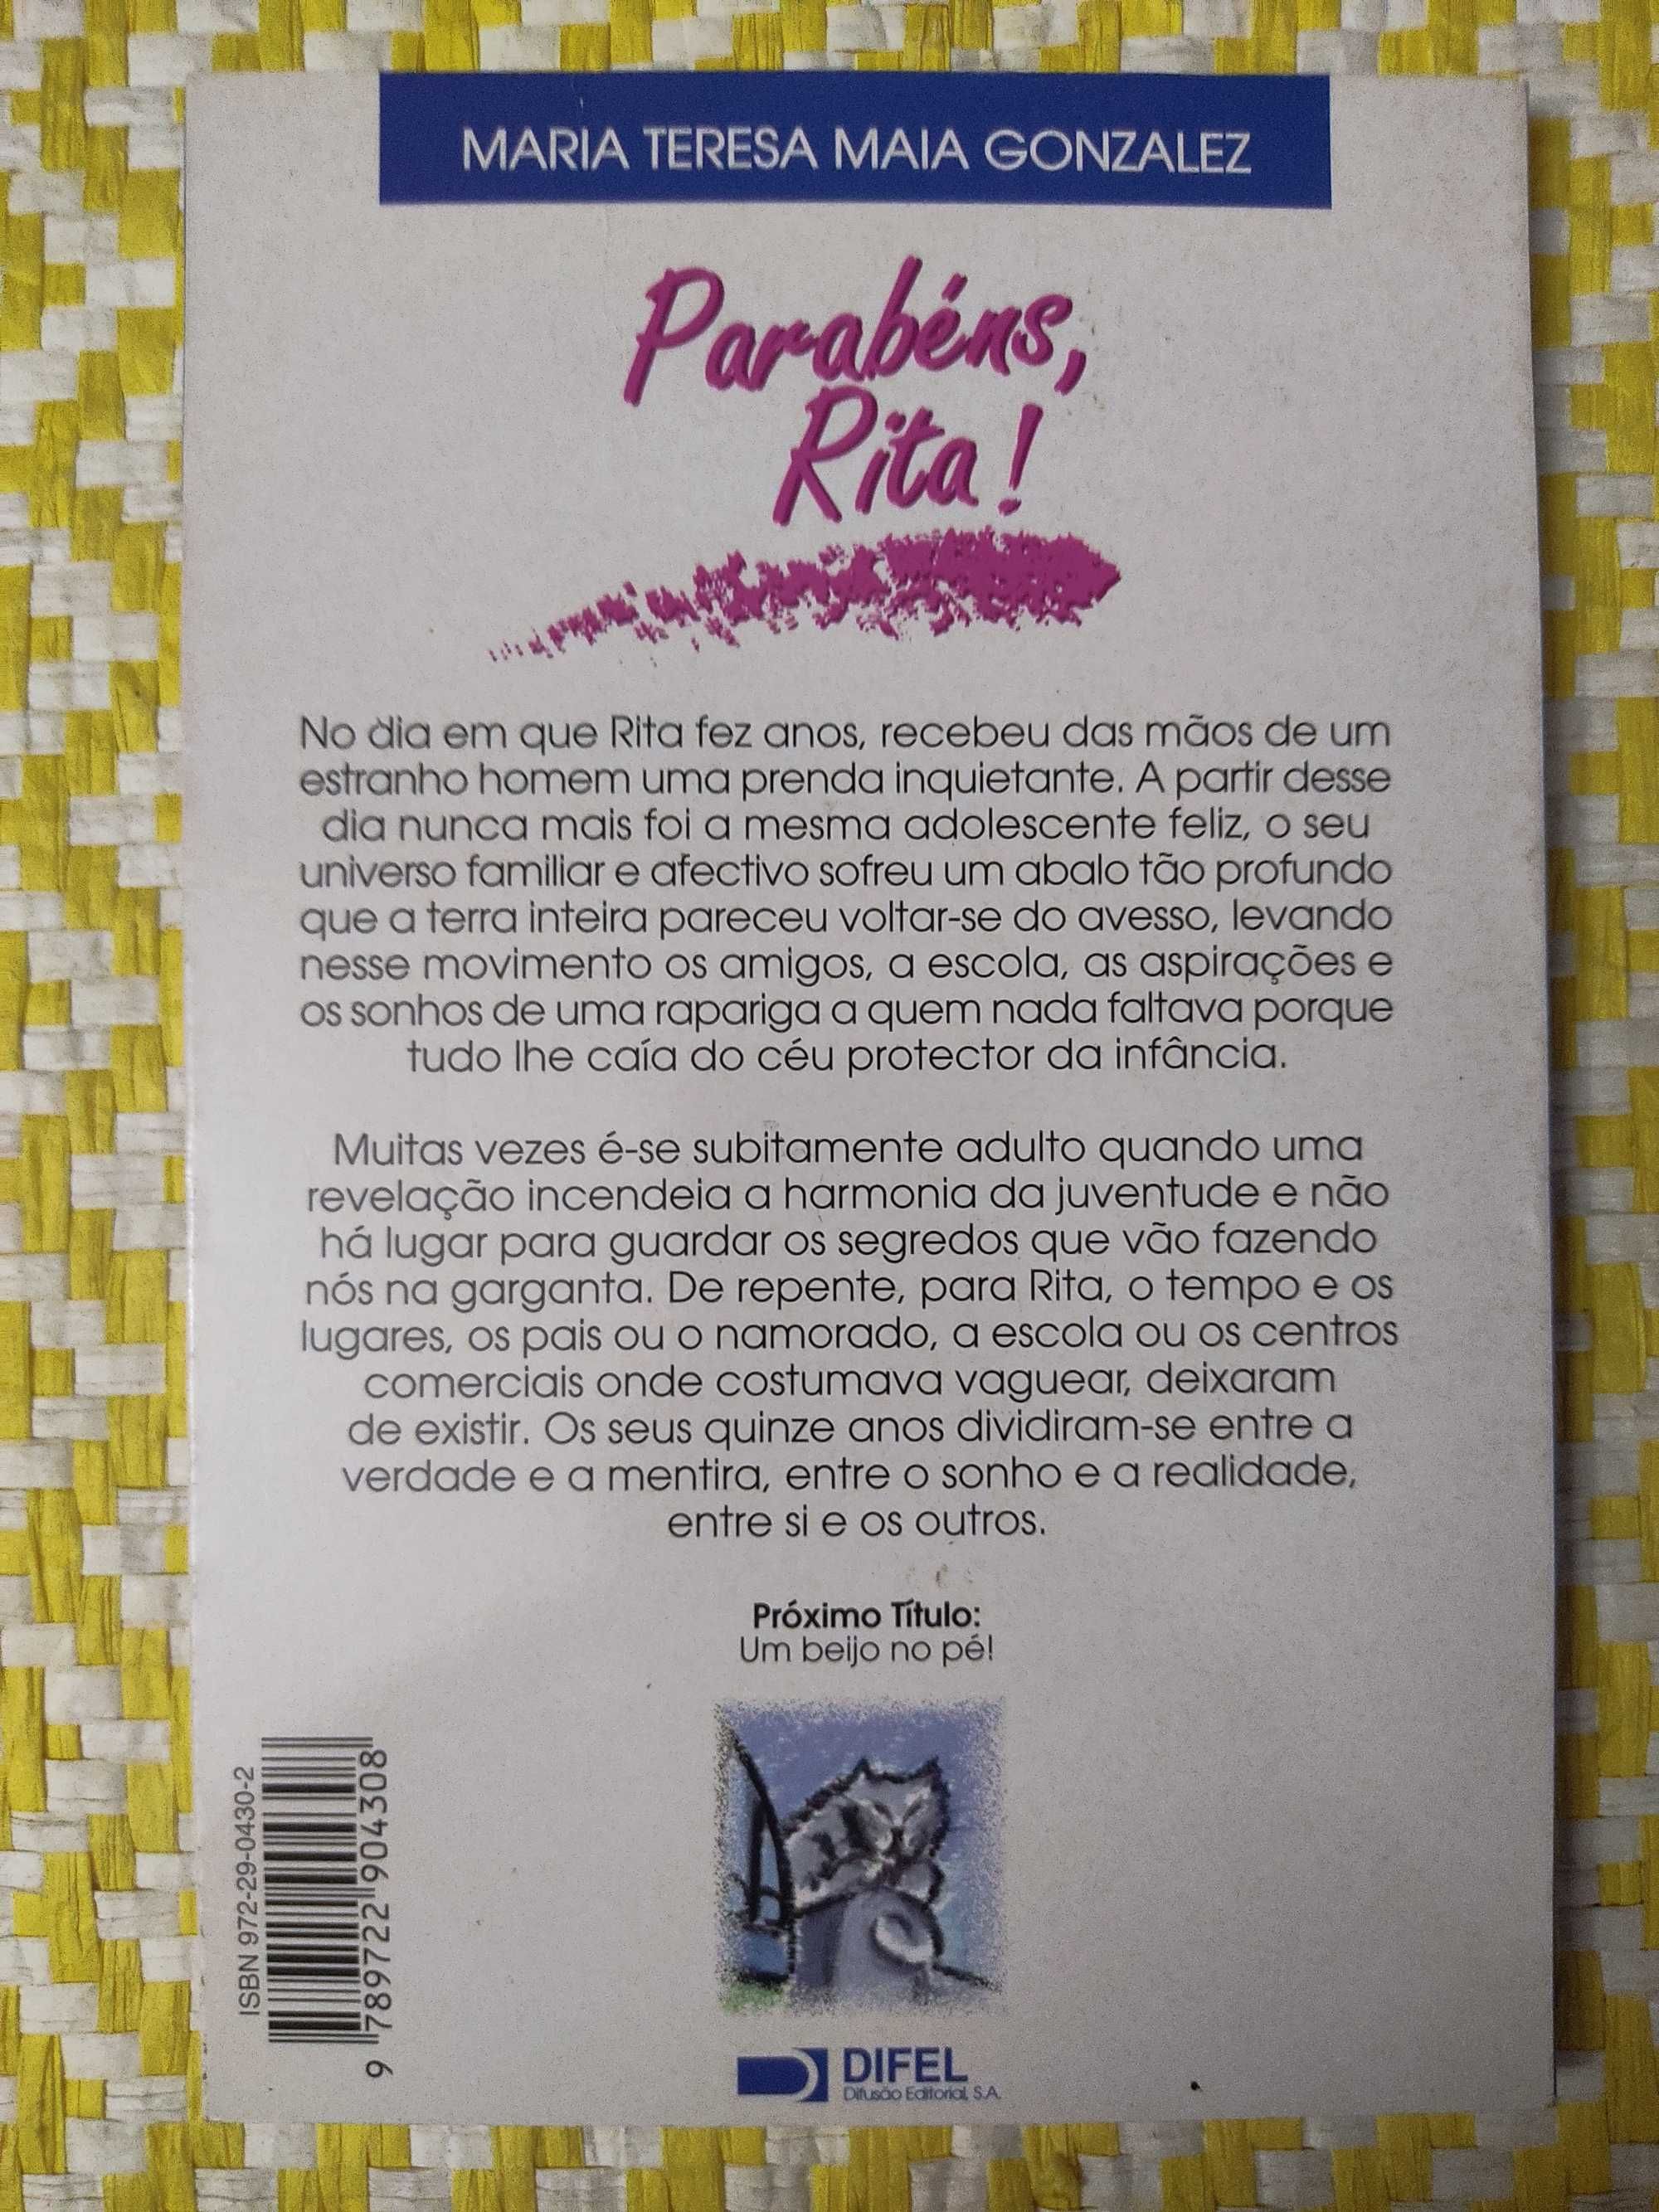 MARIA TERESA MAIA GONZALEZ
Parabéns,
Rita!
No dia em que Rita fez anos, recebeu das mãos de um
estranho homem uma prenda inquietante. A partir desse
dia nunca mais foi a mesma adolescente feliz, o seu
universo familiar e afectivo sofreu um abalo tão profundo
que a terra inteira pareceu voltar-se do avesso, levando
nesse movimento os amigos, a escola, as aspirações e
os sonhos de uma rapariga a quem nada faltava porque
tudo lhe caía do céu protector da infância.
Muitas vezes é-se subitamente adulto quando uma
revelação incendeia a harmonia da juventude e não
há lugar para guardar os segredos que vão fazendo
nós na garganta. De repente, para Rita, o tempo e os
lugares, os pais ou o namorado, a escola ou os centros
comerciais onde costumava vaguear, deixaram
de existir. Os seus quinze anos dividiram-se entre a
verdade e a mentira, entre o sonho e a realidade,
entre si e os outros.
Próximo Título:
Um beijo no pé!
ISBN 972-29-0430-2
9 789722 904308
DIFEL
Difusão Editorial, S.A.